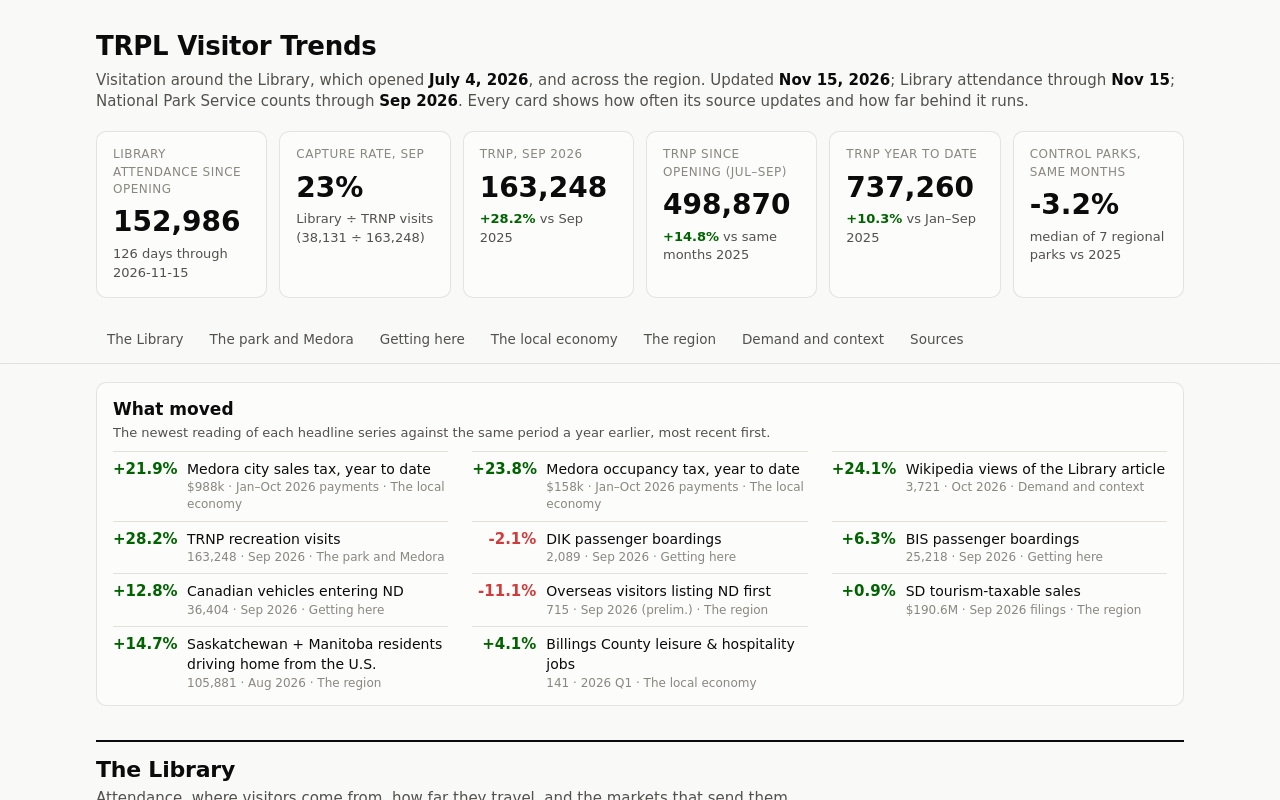 TRPL Visitor Trends
Visitation around the Library, which opened July 4, 2026, and across the region. Updated Nov 15, 2026; Library attendance through Nov 15;
National Park Service counts through Sep 2026. Every card shows how often its source updates and how far behind it runs.
LIBRARY
ATTENDANCE SINCE
OPENING
152,986
126 days through
2026-11-15
CAPTURE RATE, SEP
23%
Library ÷ TRNP visits
(38,131 ÷ 163,248)
TRNP, SEP 2026
163,248
+28.2% vs Sep
2025
TRNP SINCE
OPENING (JUL–SEP)
498,870
+14.8% vs same
months 2025
TRNP YEAR TO DATE
737,260
+10.3% vs Jan–Sep
2025
CONTROL PARKS,
SAME MONTHS
-3.2%
median of 7 regional
parks vs 2025
The Library The park and Medora Getting here The local economy The region Demand and context Sources
What moved
The newest reading of each headline series against the same period a year earlier, most recent first.
+21.9% Medora city sales tax, year to date
$988k · Jan–Oct 2026 payments · The local
economy
+23.8% Medora occupancy tax, year to date
$158k · Jan–Oct 2026 payments · The local
economy
+24.1% Wikipedia views of the Library article
3,721 · Oct 2026 · Demand and context
+28.2% TRNP recreation visits
163,248 · Sep 2026 · The park and Medora
-2.1% DIK passenger boardings
2,089 · Sep 2026 · Getting here
+6.3% BIS passenger boardings
25,218 · Sep 2026 · Getting here
+12.8% Canadian vehicles entering ND
36,404 · Sep 2026 · Getting here
-11.1% Overseas visitors listing ND first
715 · Sep 2026 (prelim.) · The region
+0.9% SD tourism-taxable sales
$190.6M · Sep 2026 filings · The region
+14.7% Saskatchewan + Manitoba residents
driving home from the U.S.
105,881 · Aug 2026 · The region
+4.1% Billings County leisure & hospitality
jobs
141 · 2026 Q1 · The local economy
The Library
Attendance, where visitors come from, how far they travel, and the markets that send them.